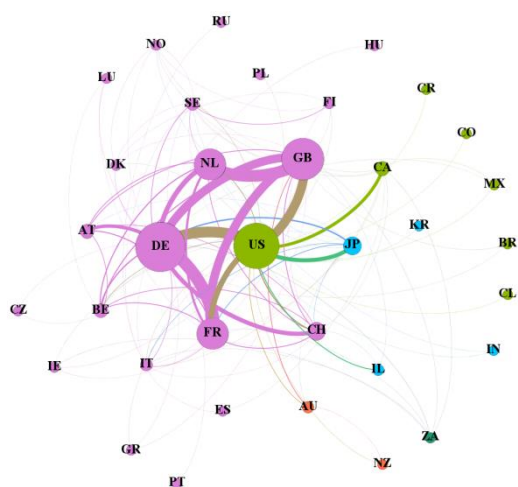 RU
NO
HU
LU
PL
CR
SE
FI
CO
NL
GB
DK
CA
MX
AT
KR
DE
US
JP
BR
CZ
BE
CL
FR
CH
IE
IT
IL
IN
ES
AU
GR
ZA
NZ
PT